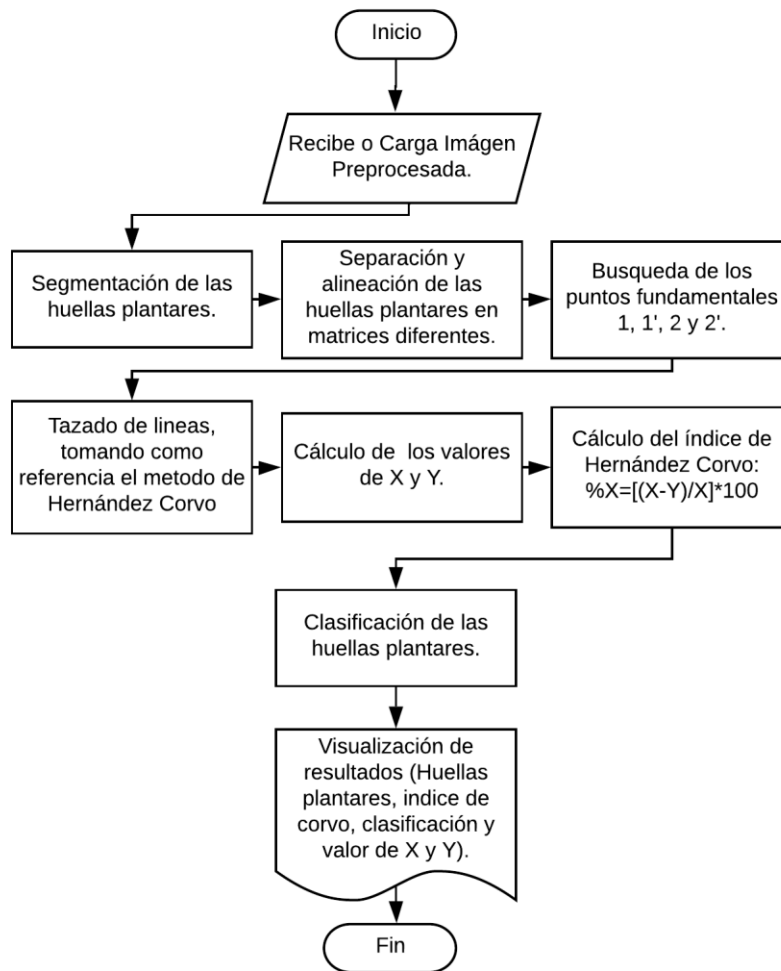 Inicio
Recibe o Carga Imágen
Preprocesada.
Segmentación de las
huellas plantares.
Separación y
alineación de las
huellas plantares en
matrices diferentes.
Busqueda de los
puntos fundamentales
1, 1', 2 y 2'.
Tazado de lineas,
tomando como
referencia el metodo de
Hernández Corvo
Cálculo de los valores
de X y Y.
Cálculo del índice de
Hernández Corvo:
%X=[(X-Y)/X]*100
Clasificación de las
huellas plantares.
Visualización de
resultados (Huellas
plantares, indice de
corvo, clasificación y
valor de X y Y).
Fin